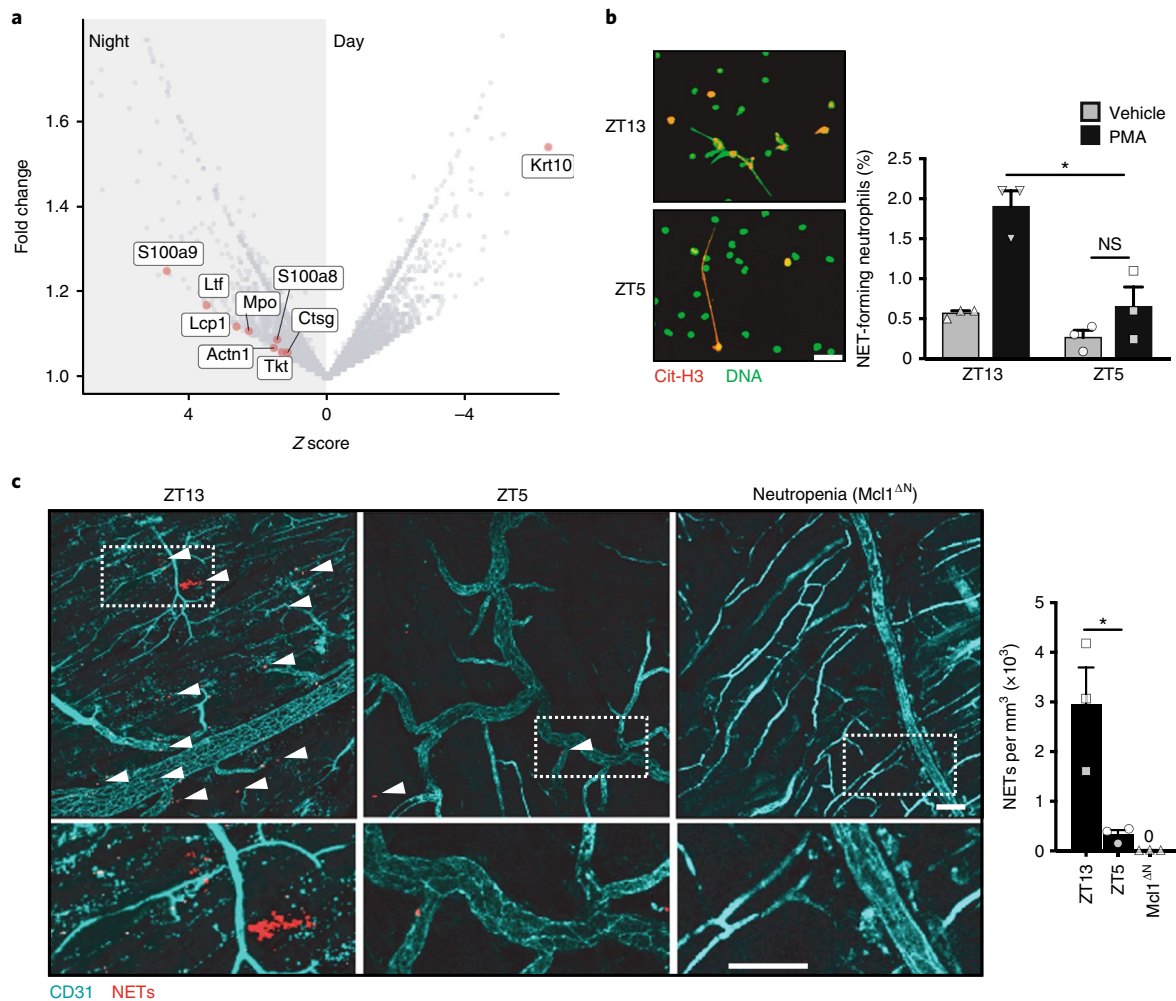 a
Night
Day
Fold change
1.6
1.4
1.2
1.0
Krt10
S100a9
S100a8
Ltf
Mpo
Ctsg
Lcp1
Actn1
Tkt
4
0
–4
Z score
b
ZT13
ZT5
Cit-H3 DNA
Vehicle
PMA
NET-forming neutrophils (%)
2.5
2.0
1.5
1.0
0.5
0
*
NS
ZT13
ZT5
c
ZT13
ZT5
Neutropenia (Mcl1ΔN)
CD31 NETs
NETs per mm³ (×10³)
5
4
3
2
1
0
*
0
ZT13
ZT5
Mcl1ΔN